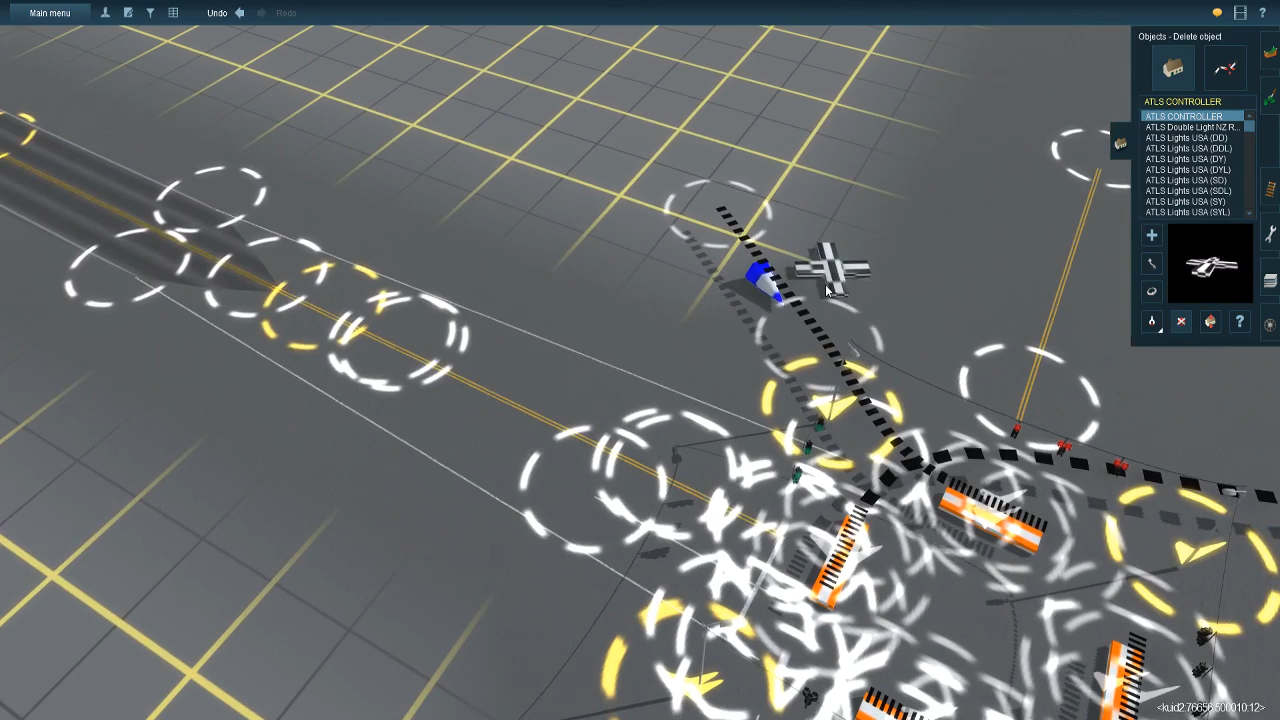 Main menu
Undo
Redo
?
Objects - Delete object
ATLS CONTROLLER
ATLS CONTROLLER
ATLS Double Light NZ R...
ATLS Lights USA (DD)
ATLS Lights USA (DDL)
ATLS Lights USA (DY)
ATLS Lights USA (DYL)
ATLS Lights USA (SD)
ATLS Lights USA (SDL)
ATLS Lights USA (SY)
ATLS Lights USA (SYL)
?
<kuid2:76656:500010:12>